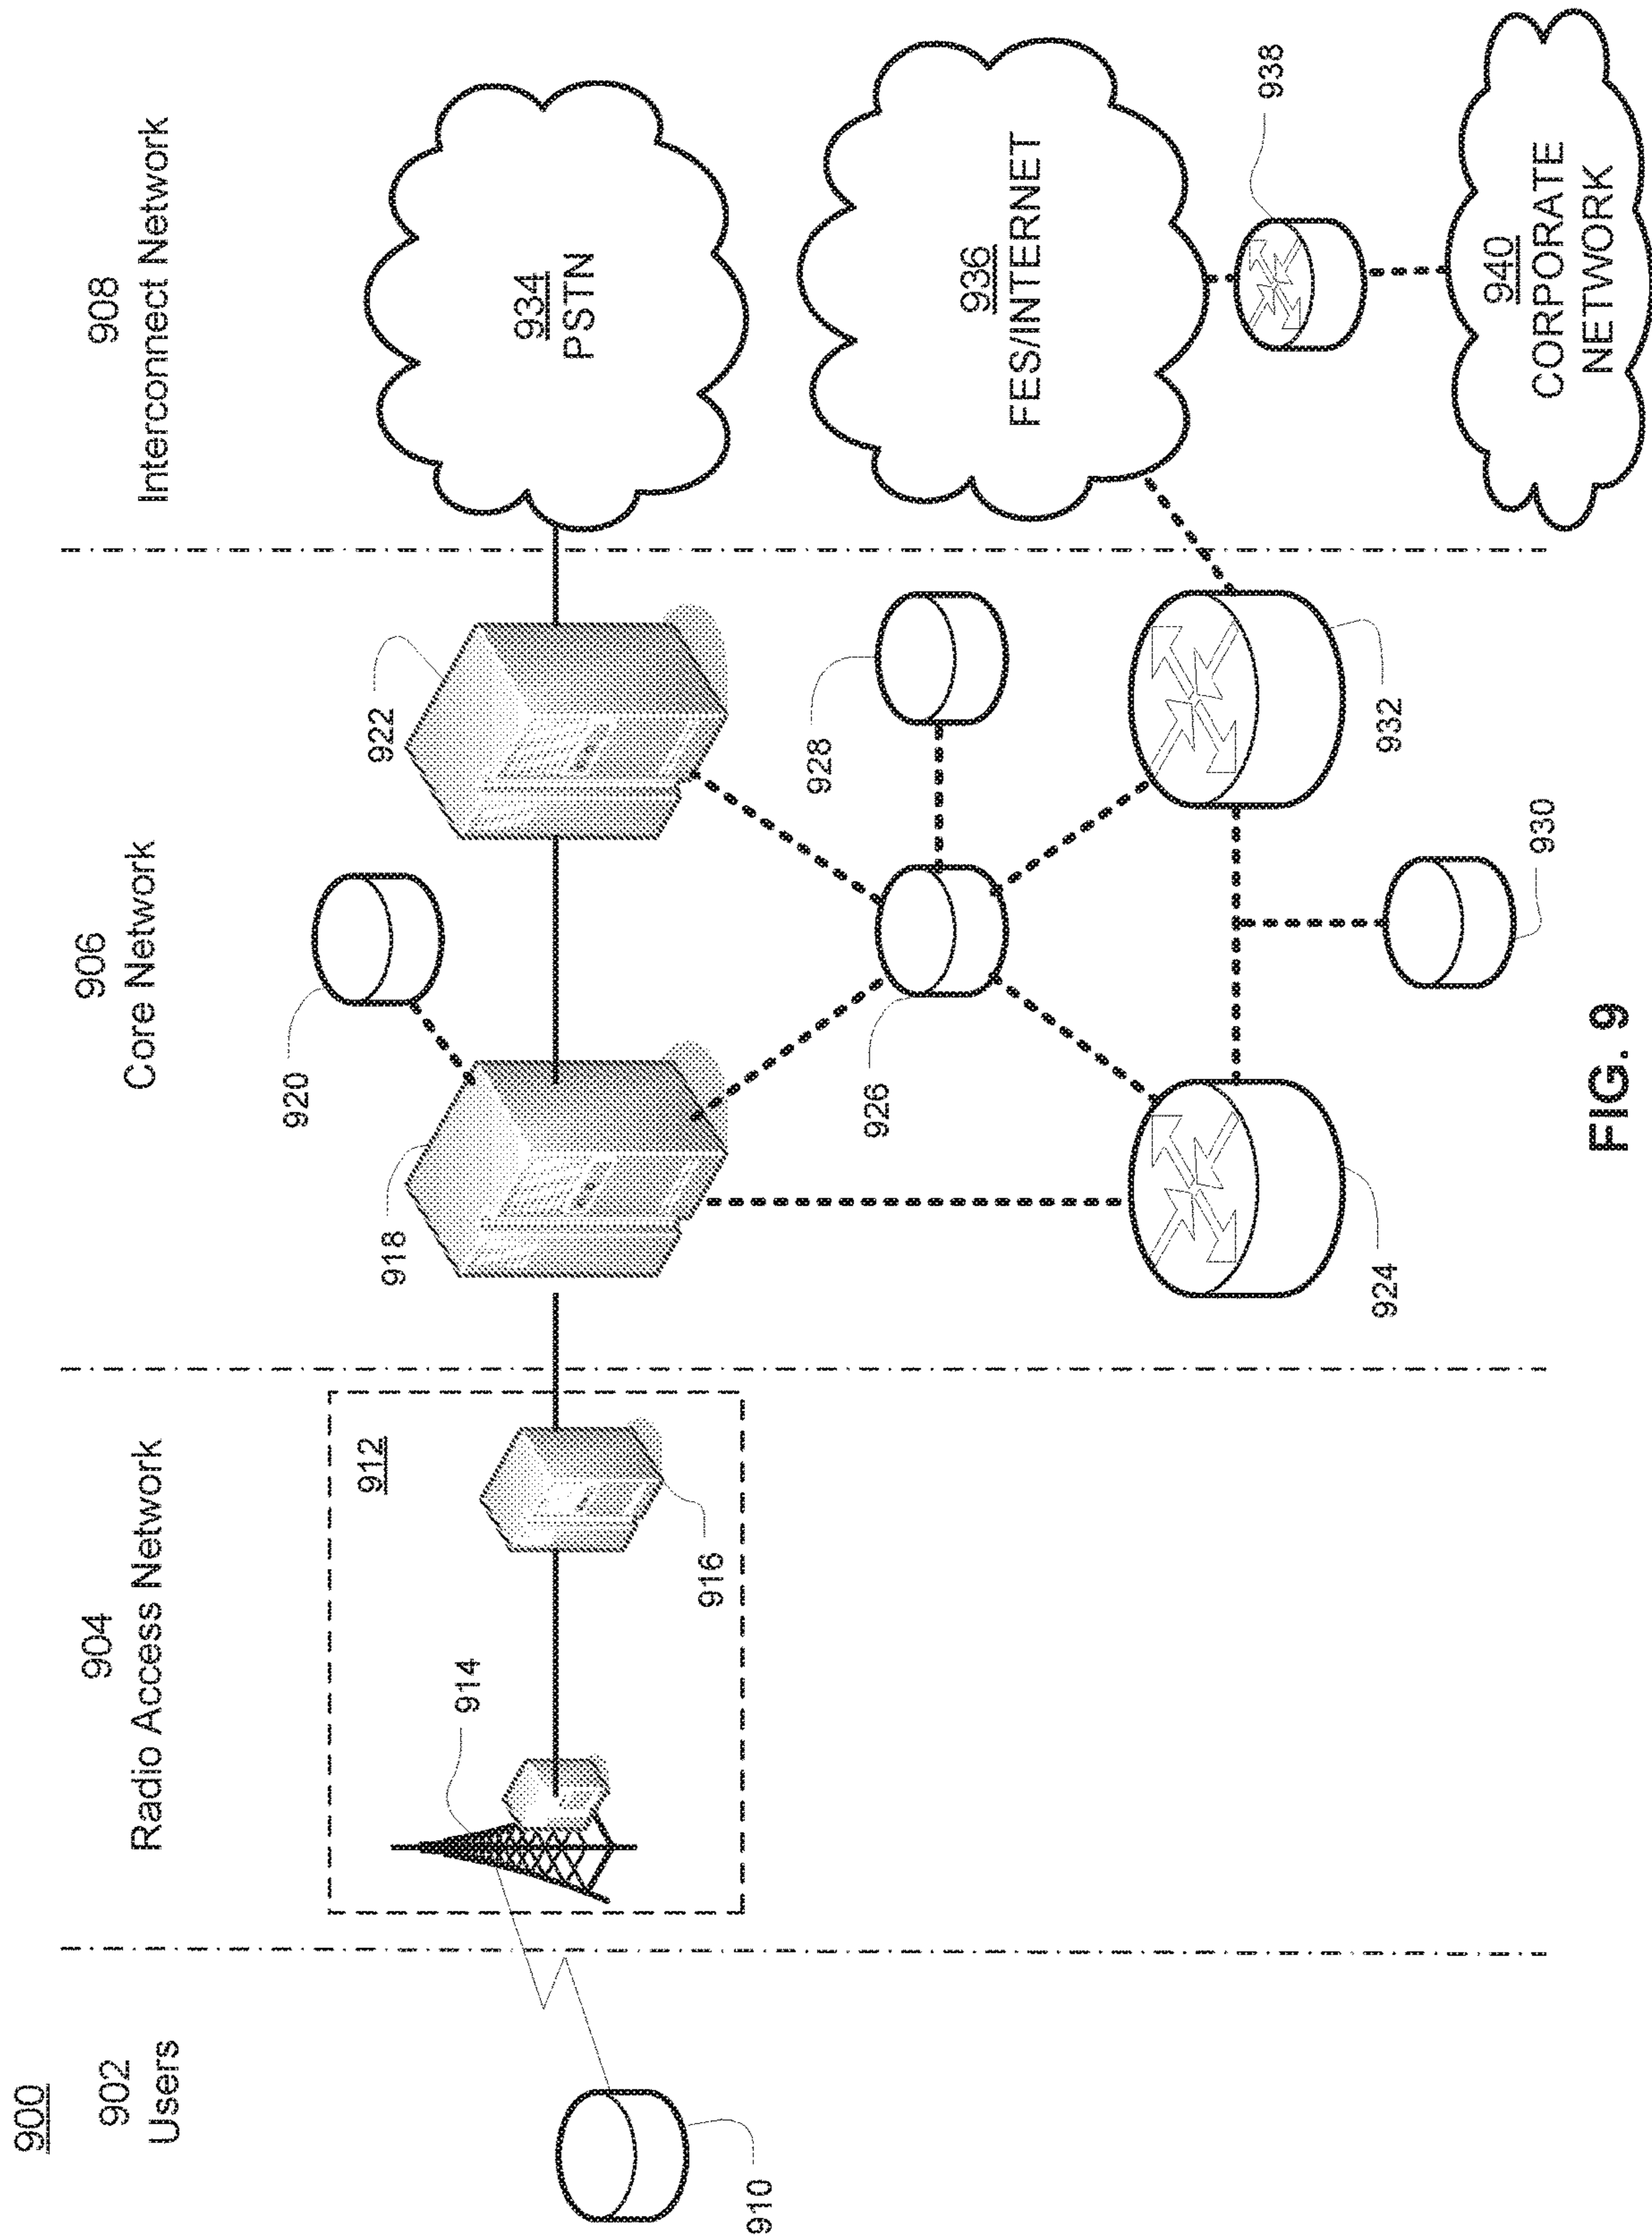 900
902
Users
904
Radio Access Network
906
Core Network
908
Interconnect Network
910
912
914
916
918
920
922
924
926
928
930
932
934
PSTN
936
FES/INTERNET
938
940
CORPORATE
NETWORK
FIG. 9